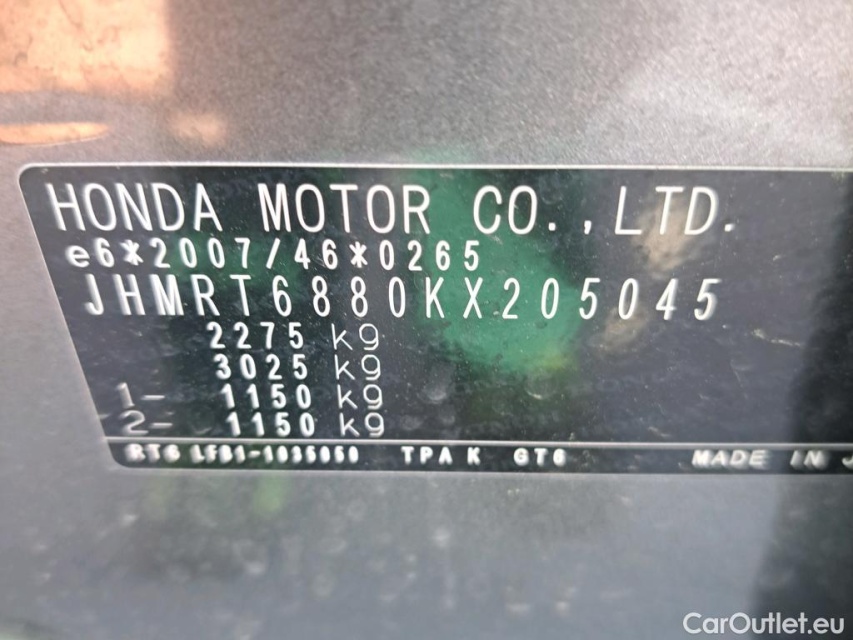 HONDA MOTOR CO.,LTD.
e6*2007/46*0265
JHMRT6880KX205045
2275 kg
3025 kg
1- 1150 kg
2- 1150 kg
RT6 LFB1-1035050 TPA K GT6 MADE IN J
CarOutlet.eu